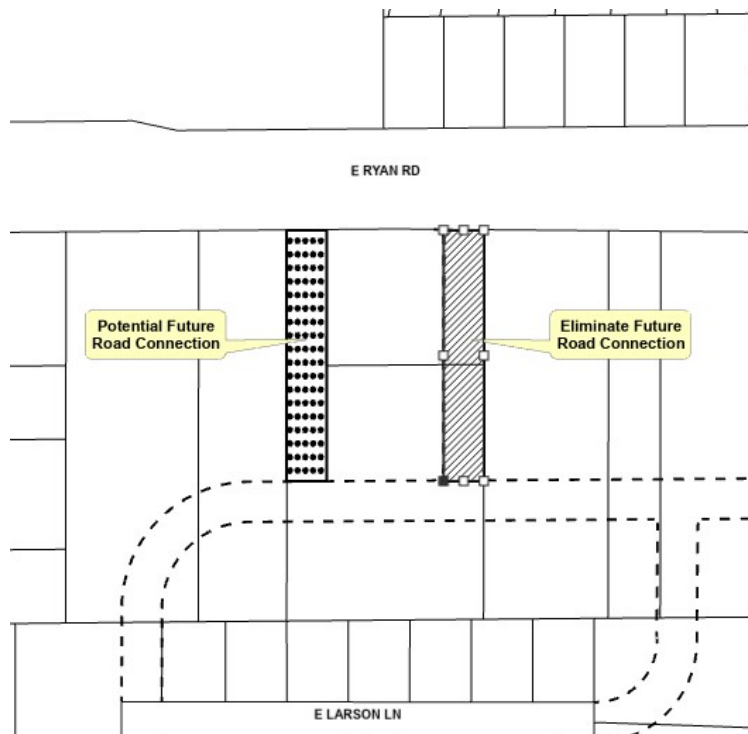 E RYAN RD
Potential Future
Road Connection
Eliminate Future
Road Connection
E LARSON LN